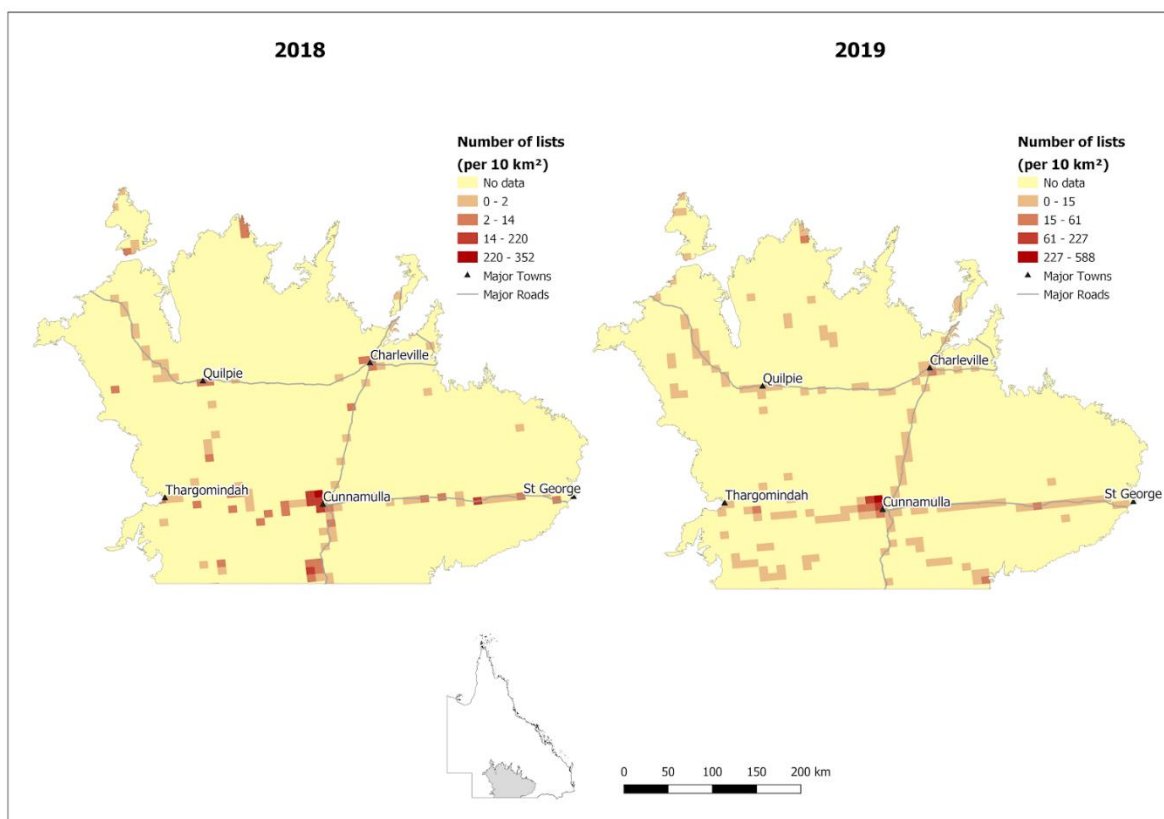 2018
Number of lists
(per 10 km²)
No data
0 - 2
2 - 14
14 - 220
220 - 352
Major Towns
Major Roads
Charleville
Quilpie
Thargomindah
Cunnamulla
St George
2019
Number of lists
(per 10 km²)
No data
0 - 15
15 - 61
61 - 227
227 - 588
Major Towns
Major Roads
Charleville
Quilpie
Thargomindah
Cunnamulla
St George
0 50 100 150 200 km